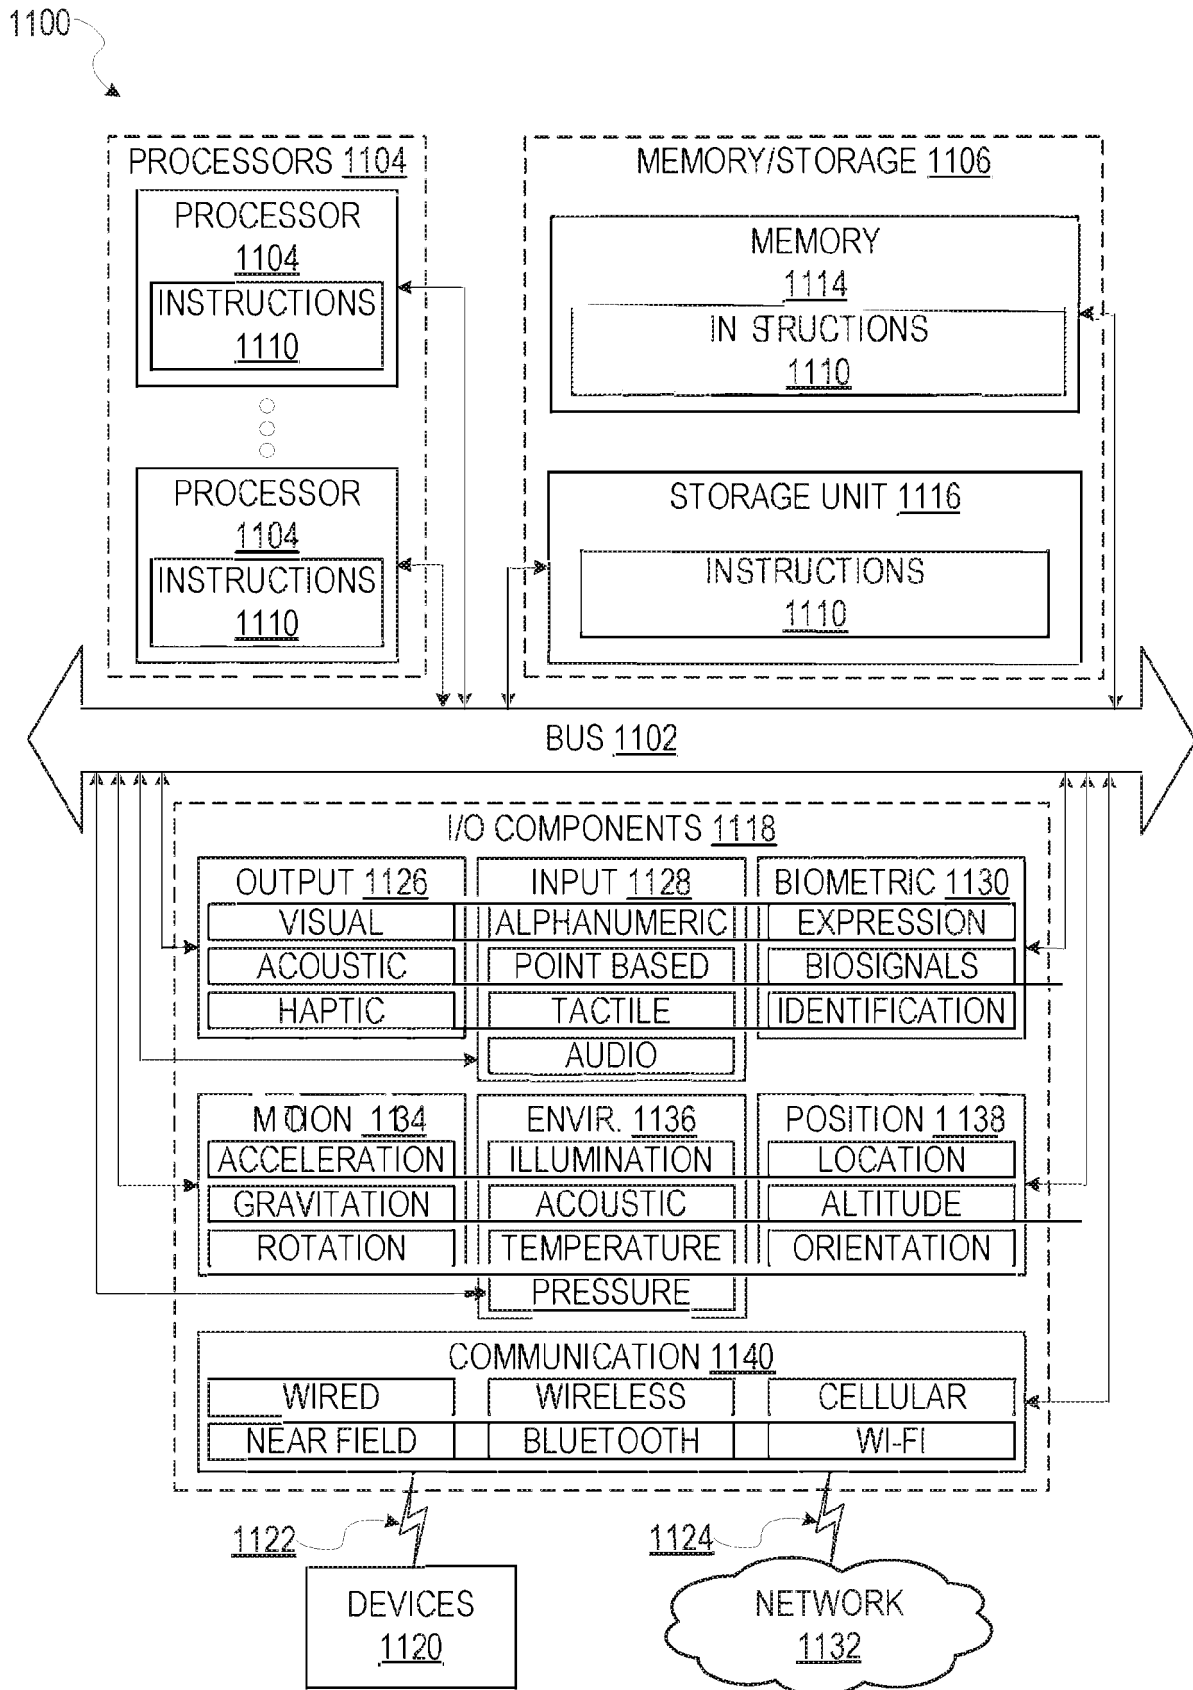 1100
PROCESSORS 1104
PROCESSOR
1104
INSTRUCTIONS
1110
PROCESSOR
1104
INSTRUCTIONS
1110
MEMORY/STORAGE 1106
MEMORY
1114
INSTRUCTIONS
1110
STORAGE UNIT 1116
INSTRUCTIONS
1110
BUS 1102
I/O COMPONENTS 1118
OUTPUT 1126
VISUAL
ACOUSTIC
HAPTIC
INPUT 1128
ALPHANUMERIC
POINT BASED
TACTILE
AUDIO
BIOMETRIC 1130
EXPRESSION
BIOSIGNALS
IDENTIFICATION
MOTION 1134
ACCELERATION
GRAVITATION
ROTATION
ENVIR. 1136
ILLUMINATION
ACOUSTIC
TEMPERATURE
PRESSURE
POSITION 1138
LOCATION
ALTITUDE
ORIENTATION
COMMUNICATION 1140
WIRED
WIRELESS
CELLULAR
NEAR FIELD
BLUETOOTH
WI-FI
1122
1124
DEVICES
1120
NETWORK
1132